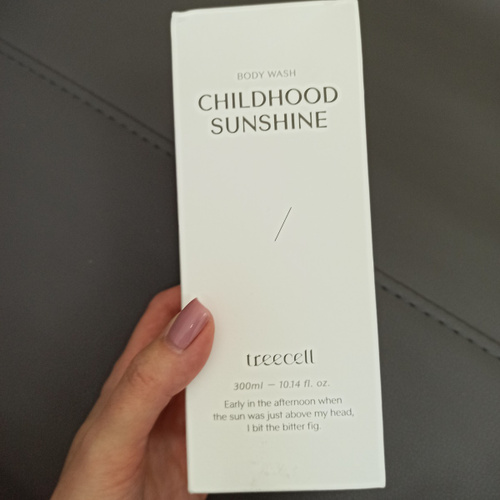 BODY WASH
CHILDHOOD
SUNSHINE
/
treecell
300ml — 10.14 fl. oz.
Early in the afternoon when
the sun was just above my head,
I bit the bitter fig.